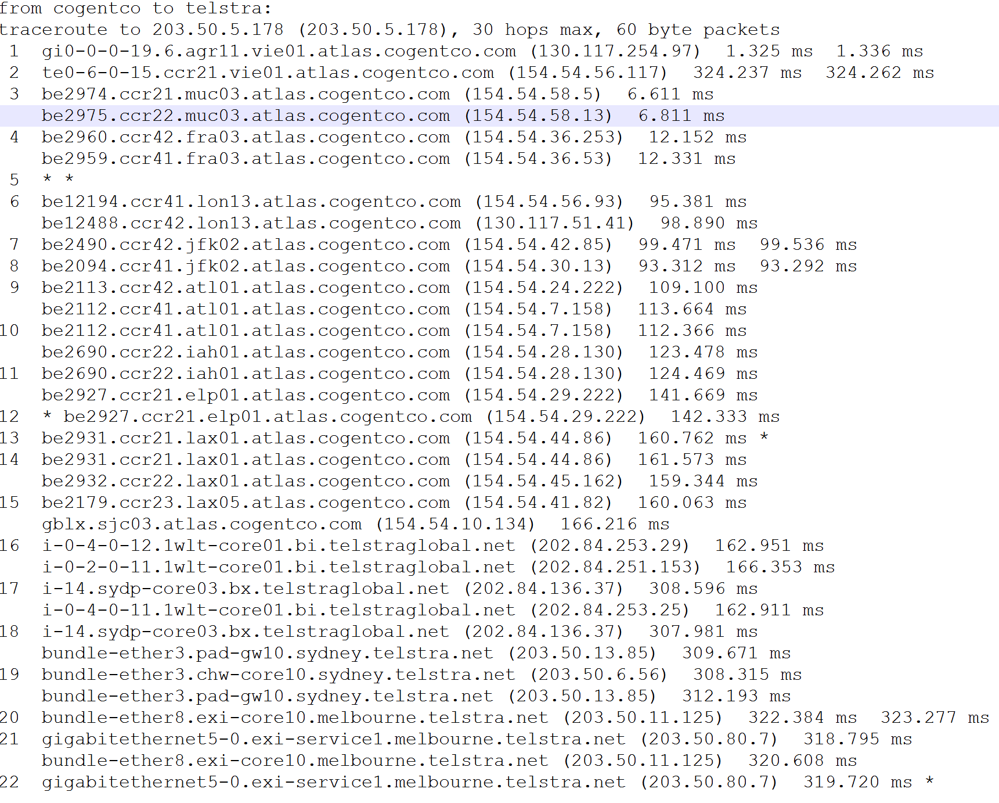 from cogentco to telstra:
traceroute to 203.50.5.178 (203.50.5.178), 30 hops max, 60 byte packets
1 gi0-0-0-19.6.agr11.vie01.atlas.cogentco.com (130.117.254.97) 1.325 ms 1.336 ms
2 te0-6-0-15.ccr21.vie01.atlas.cogentco.com (154.54.56.117) 324.237 ms 324.262 ms
3 be2974.ccr21.muc03.atlas.cogentco.com (154.54.58.5) 6.611 ms
be2975.ccr22.muc03.atlas.cogentco.com (154.54.58.13) 6.811 ms
4 be2960.ccr42.fra03.atlas.cogentco.com (154.54.36.253) 12.152 ms
be2959.ccr41.fra03.atlas.cogentco.com (154.54.36.53) 12.331 ms
5 * *
6 be12194.ccr41.lon13.atlas.cogentco.com (154.54.56.93) 95.381 ms
be12488.ccr42.lon13.atlas.cogentco.com (130.117.51.41) 98.890 ms
7 be2490.ccr42.jfk02.atlas.cogentco.com (154.54.42.85) 99.471 ms 99.536 ms
8 be2094.ccr41.jfk02.atlas.cogentco.com (154.54.30.13) 93.312 ms 93.292 ms
9 be2113.ccr42.atl01.atlas.cogentco.com (154.54.24.222) 109.100 ms
be2112.ccr41.atl01.atlas.cogentco.com (154.54.7.158) 113.664 ms
10 be2112.ccr41.atl01.atlas.cogentco.com (154.54.7.158) 112.366 ms
be2690.ccr22.iah01.atlas.cogentco.com (154.54.28.130) 123.478 ms
11 be2690.ccr22.iah01.atlas.cogentco.com (154.54.28.130) 124.469 ms
be2927.ccr21.elp01.atlas.cogentco.com (154.54.29.222) 141.669 ms
12 * be2927.ccr21.elp01.atlas.cogentco.com (154.54.29.222) 142.333 ms
13 be2931.ccr21.lax01.atlas.cogentco.com (154.54.44.86) 160.762 ms *
14 be2931.ccr21.lax01.atlas.cogentco.com (154.54.44.86) 161.573 ms
be2932.ccr22.lax01.atlas.cogentco.com (154.54.45.162) 159.344 ms
15 be2179.ccr23.lax05.atlas.cogentco.com (154.54.41.82) 160.063 ms
gblx.sjc03.atlas.cogentco.com (154.54.10.134) 166.216 ms
16 i-0-4-0-12.1wlt-core01.bi.telstraglobal.net (202.84.253.29) 162.951 ms
i-0-2-0-11.1wlt-core01.bi.telstraglobal.net (202.84.251.153) 166.353 ms
17 i-14.sydp-core03.bx.telstraglobal.net (202.84.136.37) 308.596 ms
i-0-4-0-11.1wlt-core01.bi.telstraglobal.net (202.84.253.25) 162.911 ms
18 i-14.sydp-core03.bx.telstraglobal.net (202.84.136.37) 307.981 ms
bundle-ether3.pad-gw10.sydney.telstra.net (203.50.13.85) 309.671 ms
19 bundle-ether3.chw-core10.sydney.telstra.net (203.50.6.56) 308.315 ms
bundle-ether3.pad-gw10.sydney.telstra.net (203.50.13.85) 312.193 ms
20 bundle-ether8.exi-core10.melbourne.telstra.net (203.50.11.125) 322.384 ms 323.277 ms
21 gigabitethernet5-0.exi-service1.melbourne.telstra.net (203.50.80.7) 318.795 ms
bundle-ether8.exi-core10.melbourne.telstra.net (203.50.11.125) 320.608 ms
22 gigabitethernet5-0.exi-service1.melbourne.telstra.net (203.50.80.7) 319.720 ms *